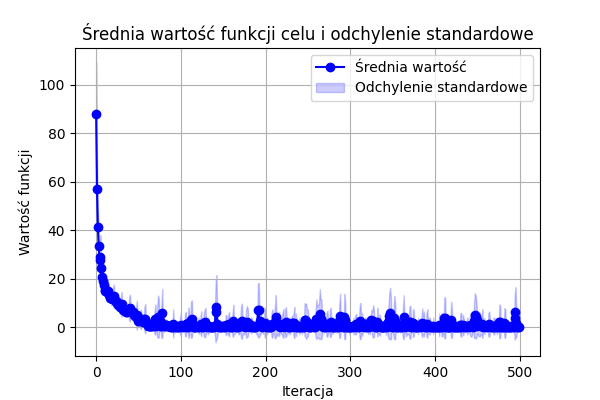 Średnia wartość funkcji celu i odchylenie standardowe
Średnia wartość
Odchylenie standardowe
Wartość funkcji
100
80
60
40
20
0
0 100 200 300 400 500
Iteracja